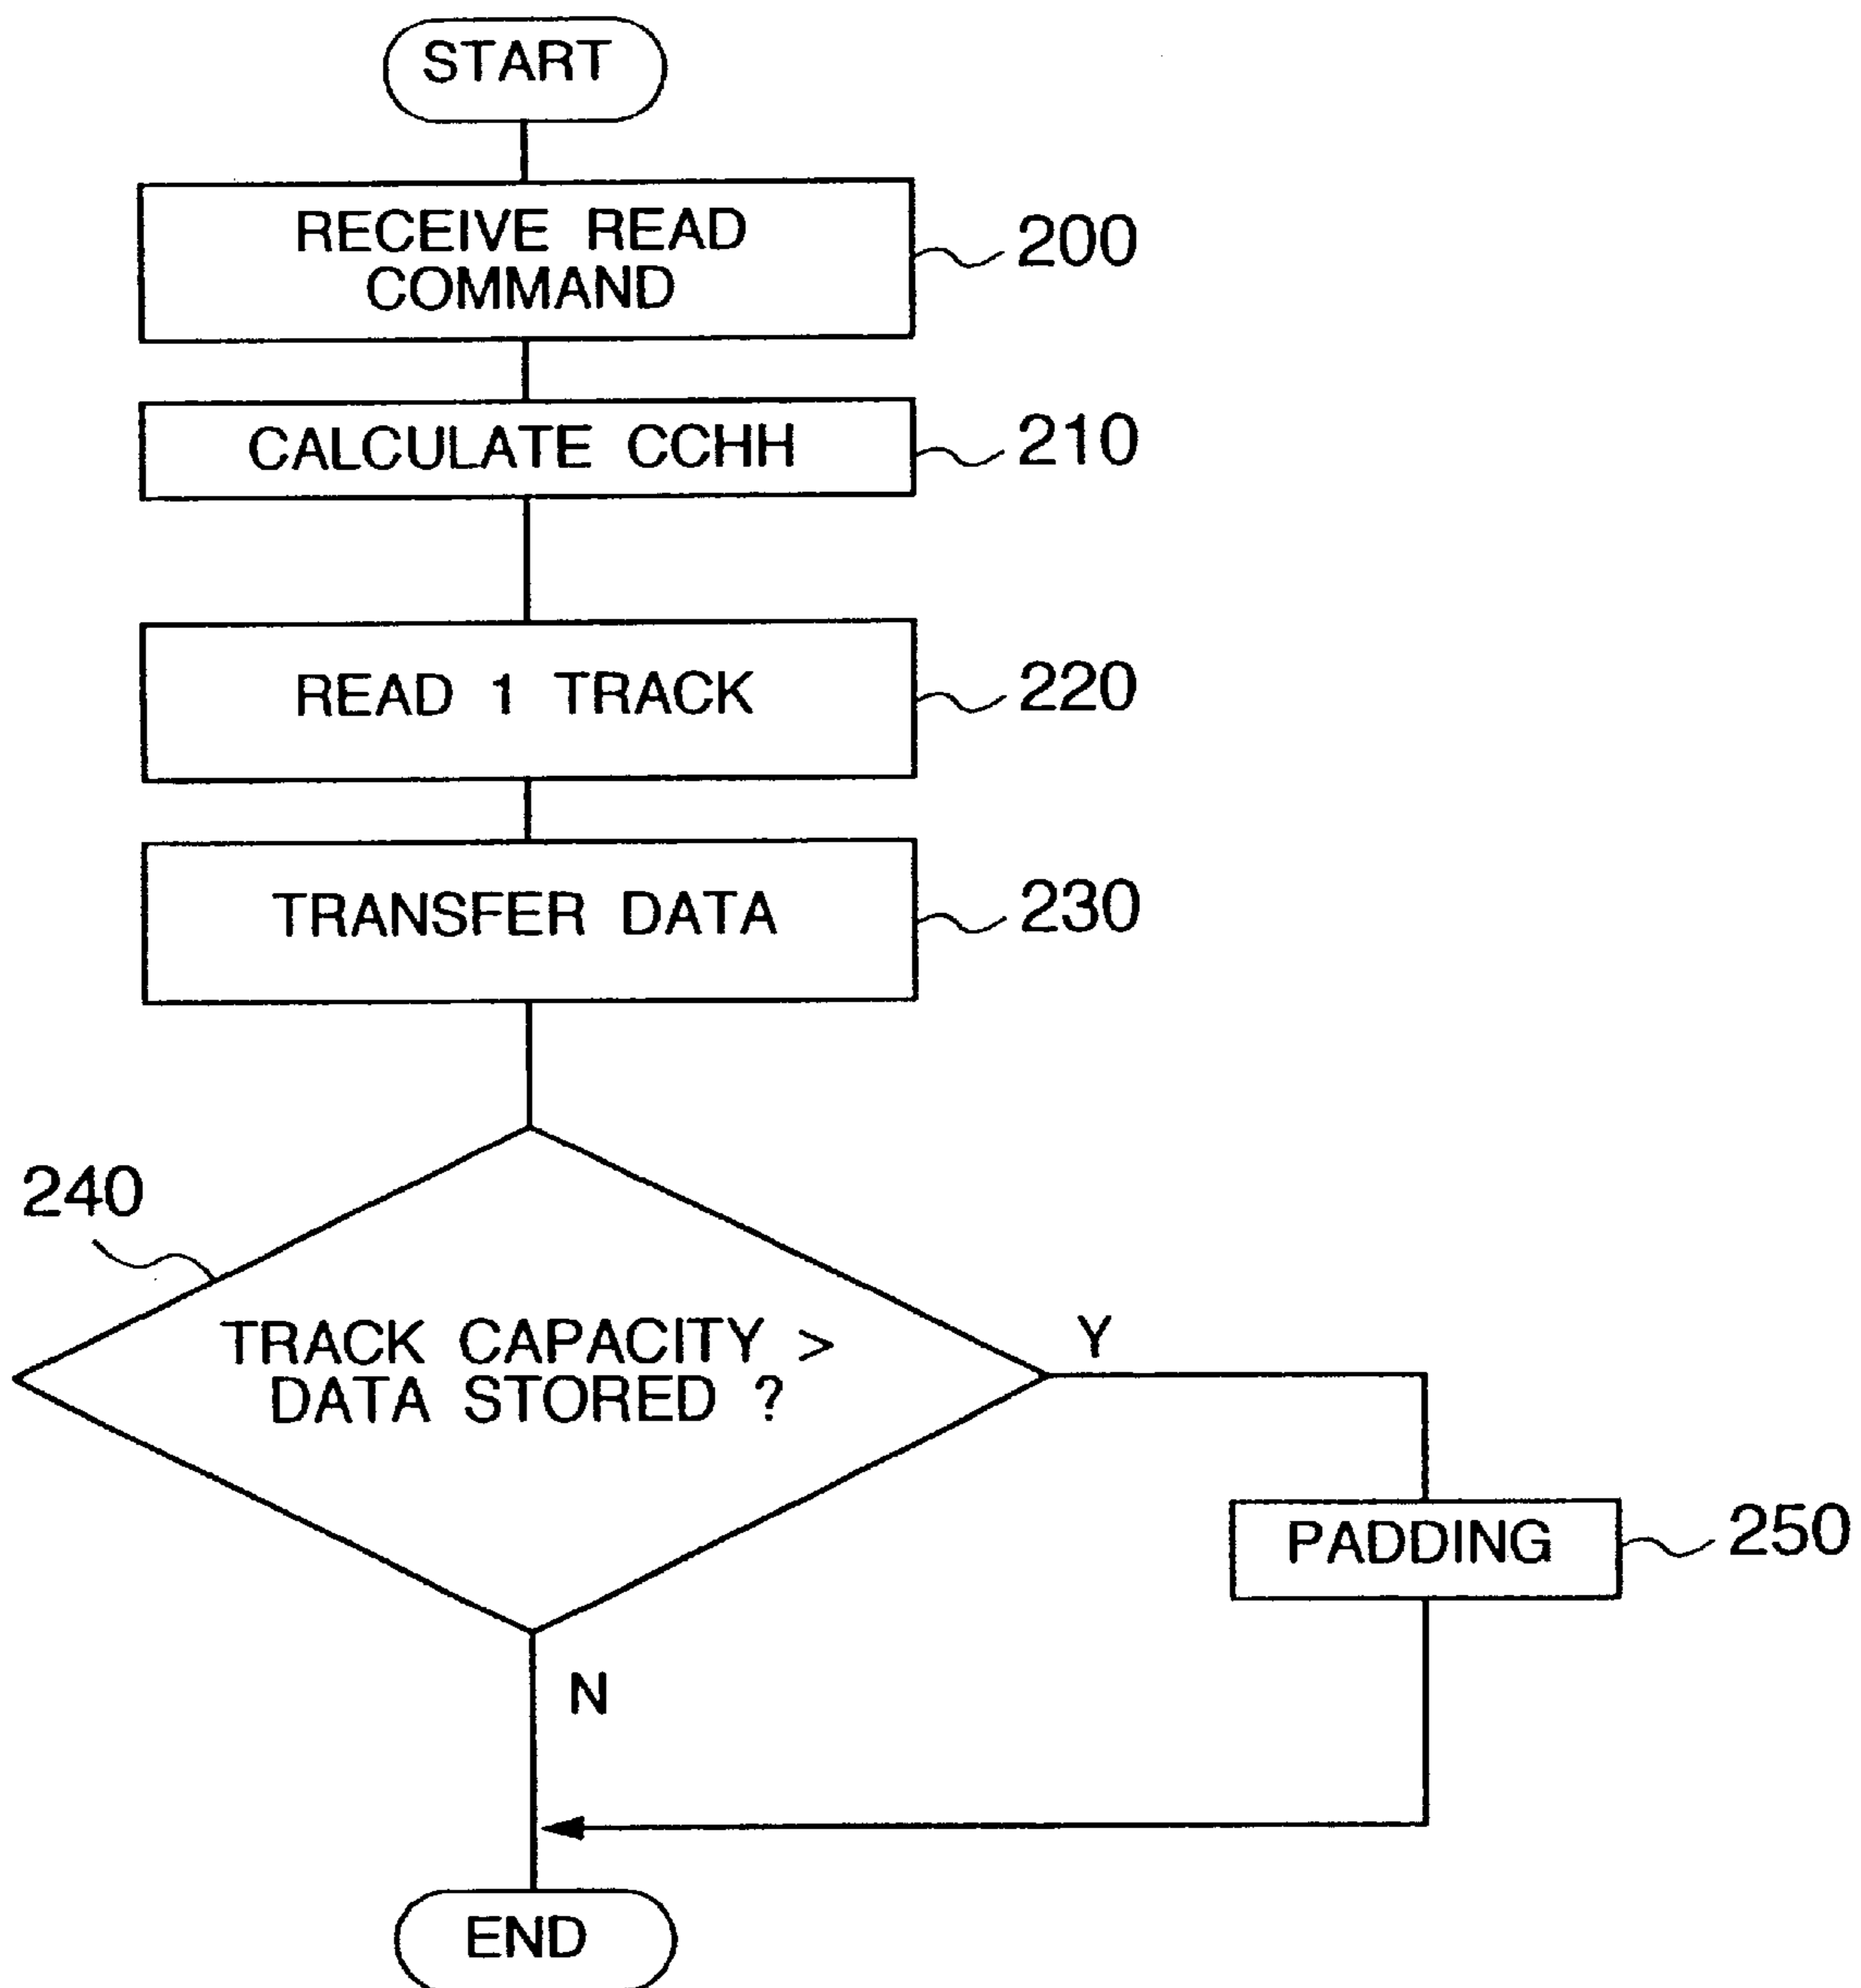 START
RECEIVE READ
COMMAND
200
CALCULATE CCHH
210
READ 1 TRACK
220
TRANSFER DATA
230
240
TRACK CAPACITY >
DATA STORED ?
Y
PADDING
250
N
END